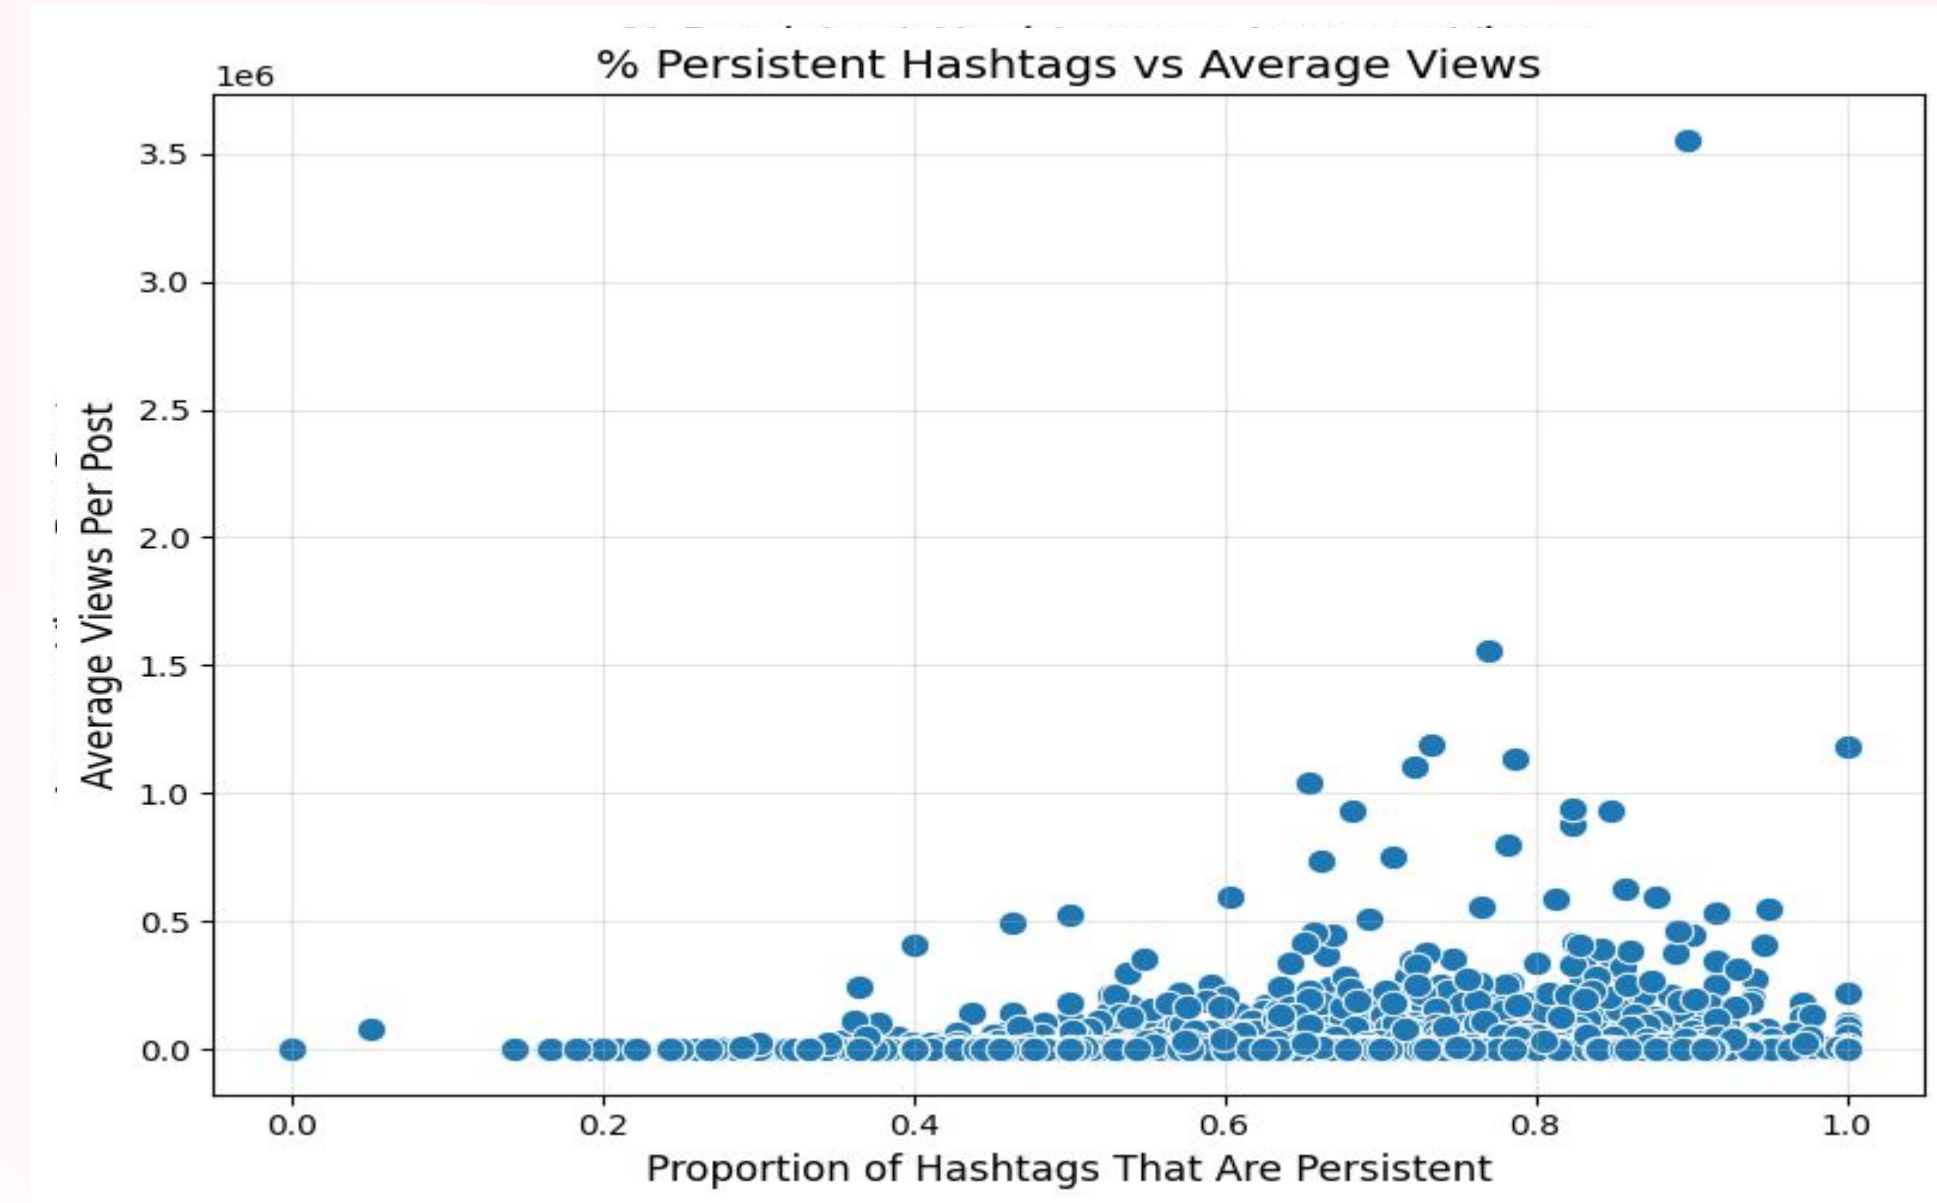 % Persistent Hashtags vs Average Views
1e6
3.5
3.0
2.5
2.0
1.5
1.0
0.5
0.0
Average Views Per Post
0.0 0.2 0.4 0.6 0.8 1.0
Proportion of Hashtags That Are Persistent